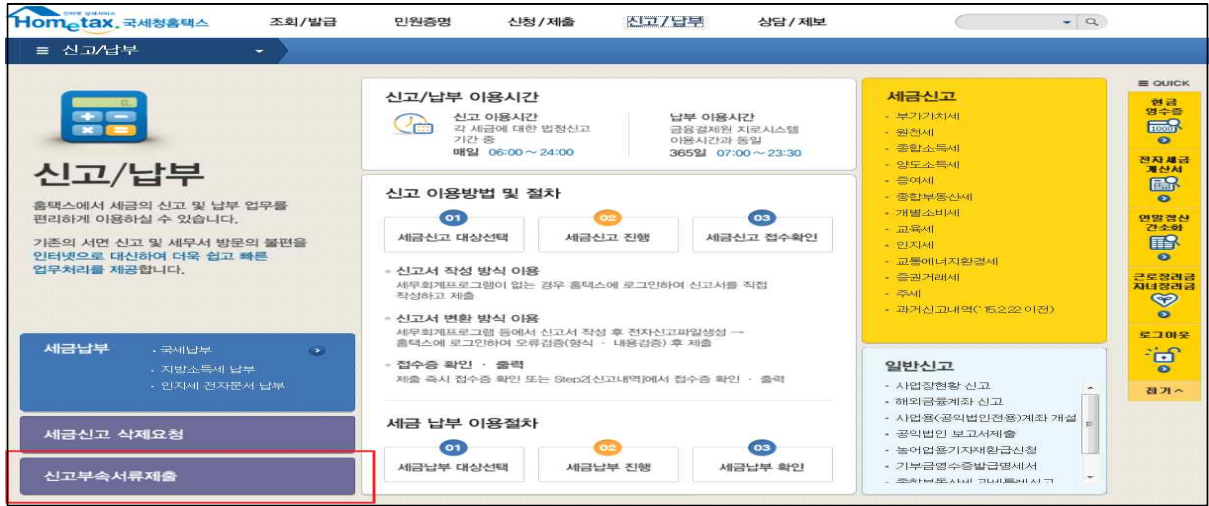 Hometax. 국세청홈택스
조회/발급
민원증명
신청/제출
신고/납부
상담/제보
≡ 신고/납부
신고/납부
홈택스에서 세금의 신고 및 납부 업무를
편리하게 이용하실 수 있습니다.
기존의 서면 신고 및 세무서 방문의 불편을
인터넷으로 대신하여 더욱 쉽고 빠른
업무처리를 제공합니다.
세금납부
· 국세납부
· 지방소득세 납부
· 인지세 전자문서 납부
세금신고 삭제요청
신고부속서류제출
신고/납부 이용시간
신고 이용시간
각 세금에 대한 법정신고
기간 중
매일 06:00 ~ 24:00
납부 이용시간
금융결제원 지로시스템
이용시간과 동일
365일 07:00 ~ 23:30
신고 이용방법 및 절차
01
세금신고 대상선택
02
세금신고 진행
03
세금신고 접수확인
신고서 작성 방식 이용
세무회계프로그램이 없는 경우 홈택스에 로그인하여 신고서를 직접
작성하고 제출
신고서 변환 방식 이용
세무회계프로그램 등에서 신고서 작성 후 전자신고파일생성 →
홈택스에 로그인하여 오류검증(형식 · 내용검증) 후 제출
접수증 확인 · 출력
제출 즉시 접수증 확인 또는 Step2[신고내역]에서 접수증 확인 · 출력
세금 납부 이용절차
01
세금납부 대상선택
02
세금납부 진행
03
세금납부 확인
세금신고
- 부가가치세
- 원천세
- 종합소득세
- 양도소득세
- 증여세
- 종합부동산세
- 개별소비세
- 교육세
- 인지세
- 교통에너지환경세
- 증권거래세
- 주세
- 과거신고내역('15.2.22 이전)
일반신고
- 사업장현황 신고
- 해외금융계좌 신고
- 사업용(공익법인전용)계좌 개설
- 공익법인 보고서제출
- 농어업용기자재환급신청
- 기부금영수증발급명세서
- 종합부동산세 과세특례신고
≡ QUICK
현금
영수증
1000
전자세금
계산서
연말정산
간소화
근로장려금
자녀장려금
로그아웃
접기 ^